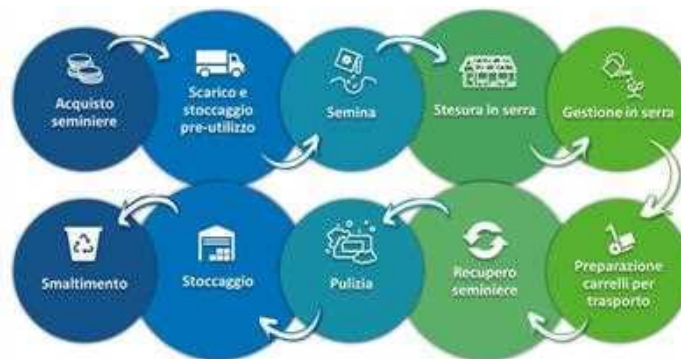 Acquisto
seminiere
Scarico e
stoccaggio
pre-utilizzo
Semina
Stesura in serra
Gestione in serra
Preparazione
carrelli per
trasporto
Recupero
seminiere
Pulizia
Stoccaggio
Smaltimento